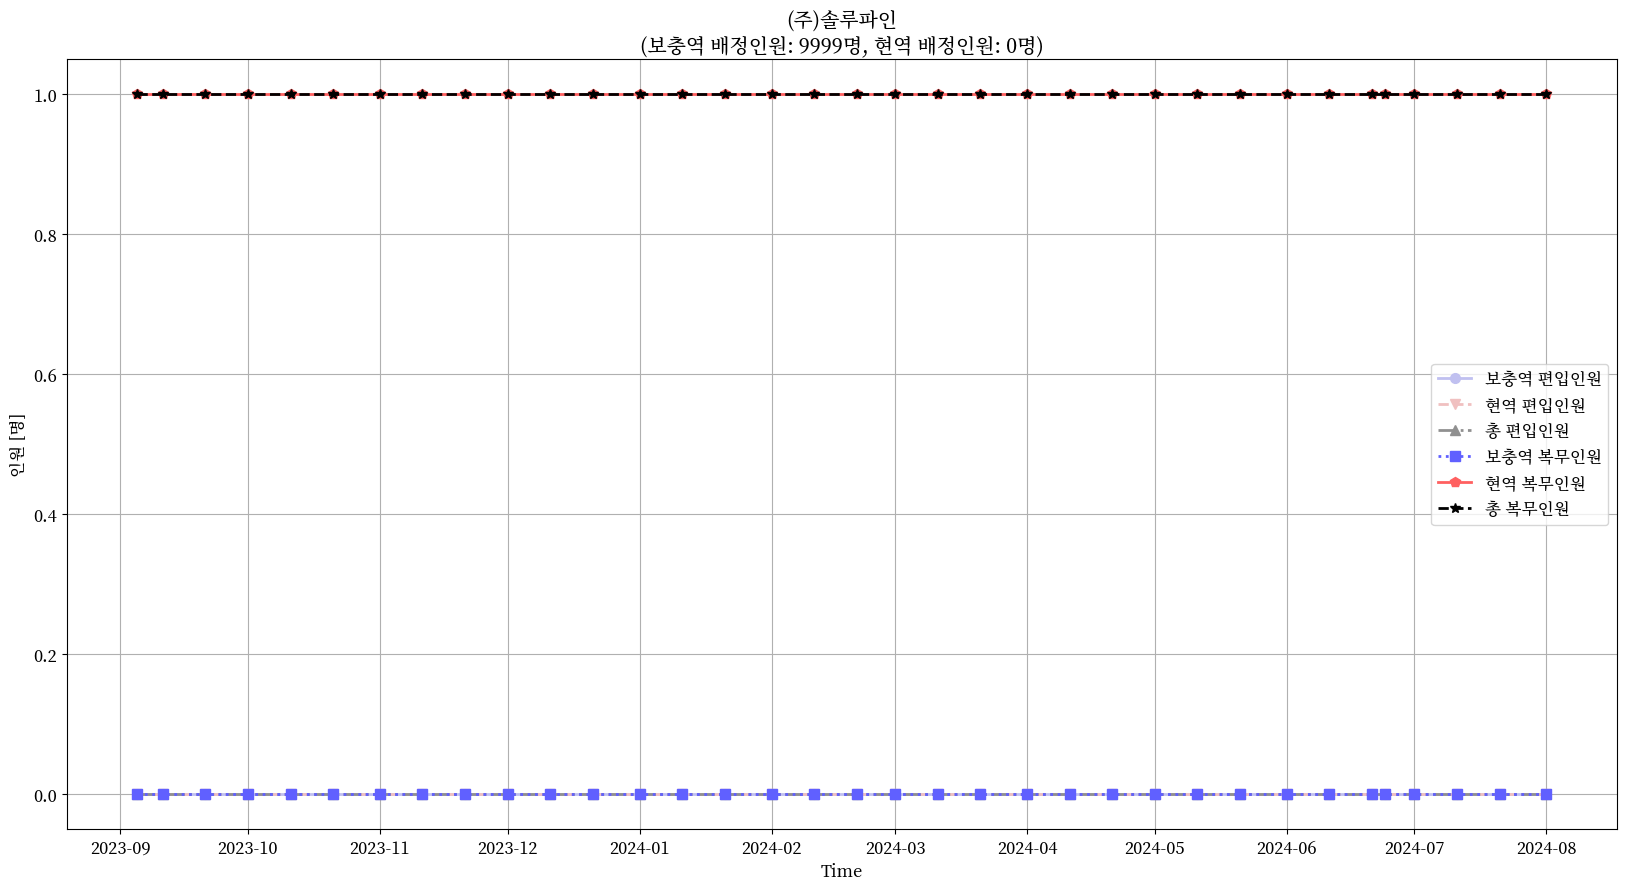 (주)솔루파인
(보충역 배정인원: 9999명, 현역 배정인원: 0명)
1.0
0.8
0.6
0.4
0.2
0.0
인원 [명]
보충역 편입인원
현역 편입인원
총 편입인원
보충역 복무인원
현역 복무인원
총 복무인원
2023-09 2023-10 2023-11 2023-12 2024-01 2024-02 2024-03 2024-04 2024-05 2024-06 2024-07 2024-08
Time